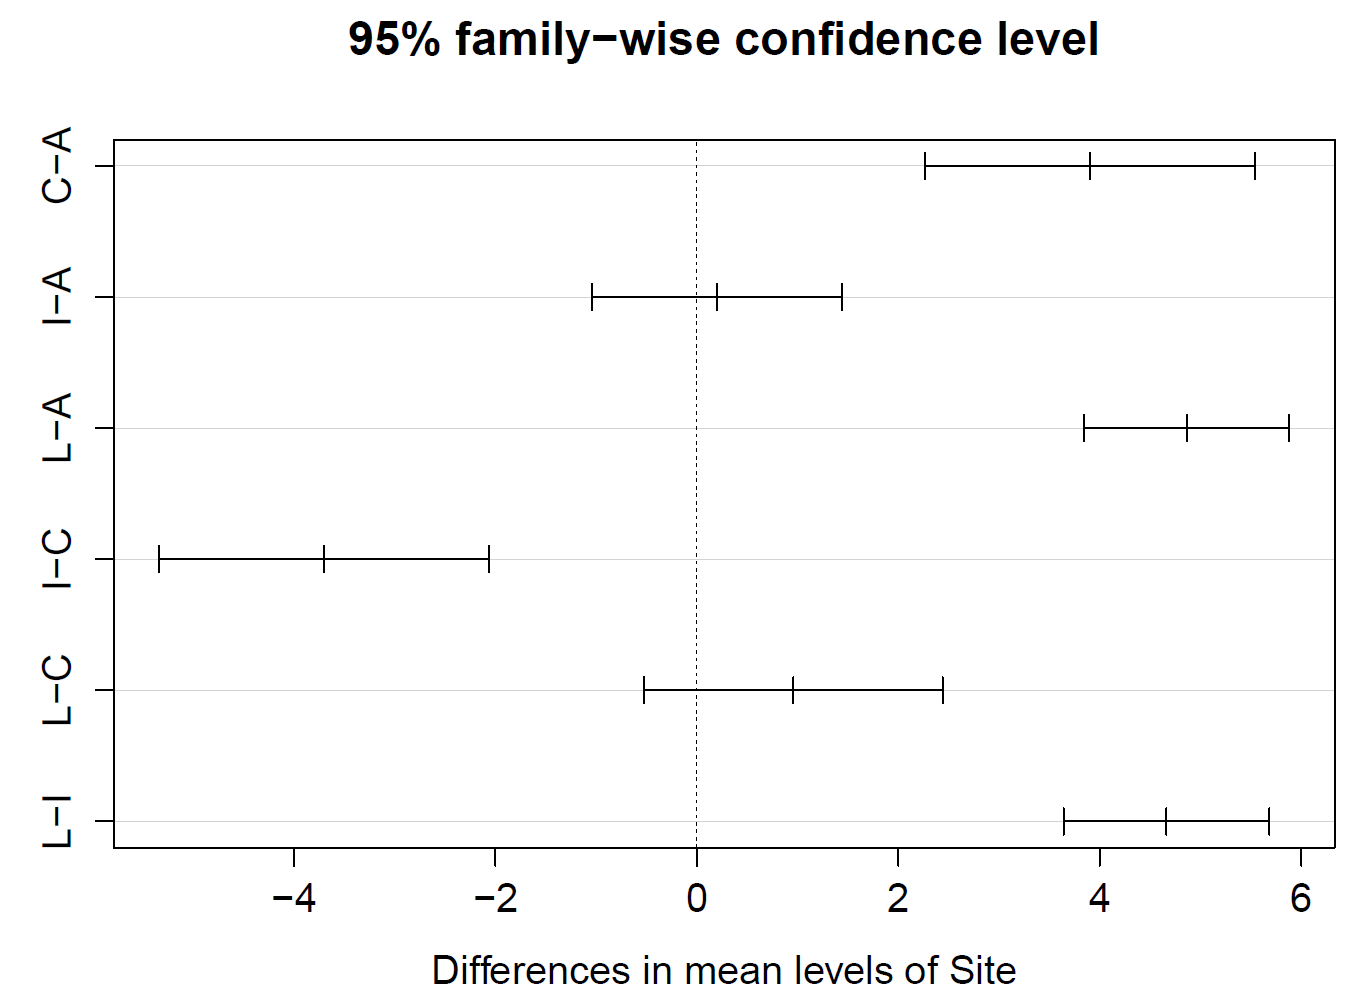 95% family−wise confidence level
C−A
I−A
L−A
I−C
L−C
L−I
−4 −2 0 2 4 6
Differences in mean levels of Site